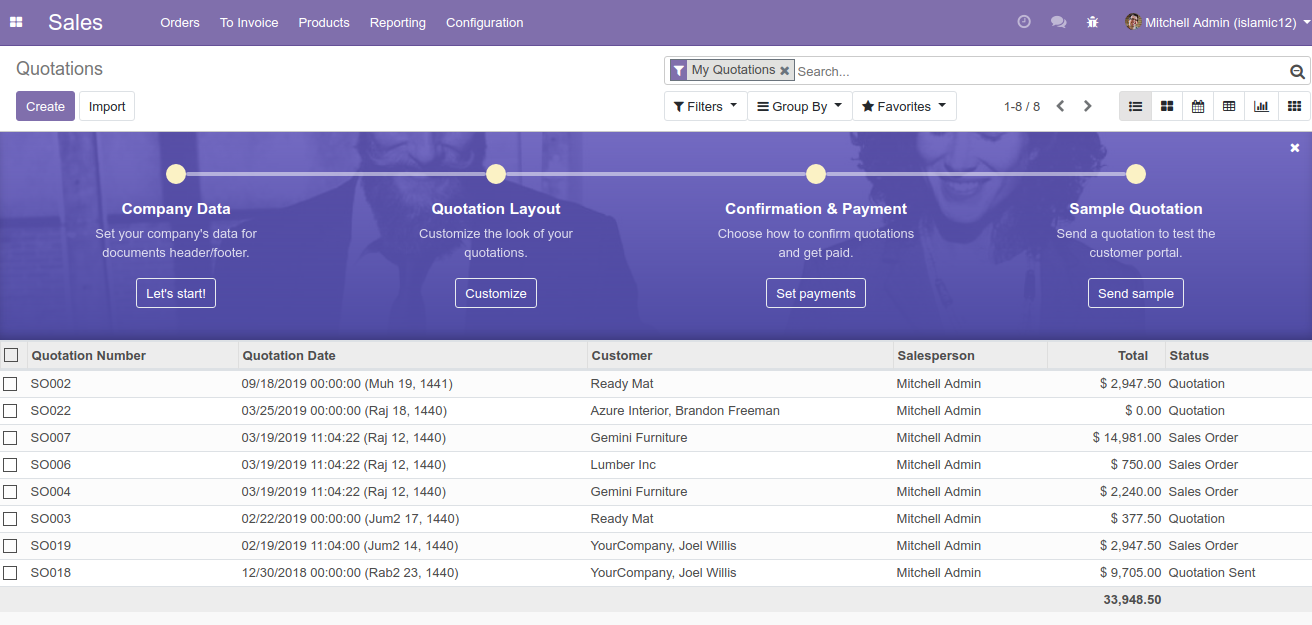 Sales Orders To Invoice Products Reporting Configuration Mitchell Admin (islamic12)
Quotations
My Quotations Search...
Create Import Filters Group By Favorites 1-8 / 8
Company Data Quotation Layout Confirmation & Payment Sample Quotation
Set your company's data for Customize the look of your Choose how to confirm quotations Send a quotation to test the
documents header/footer. quotations. and get paid. customer portal.
Let's start! Customize Set payments Send sample
Quotation Number Quotation Date Customer Salesperson Total Status
SO002 09/18/2019 00:00:00 (Muh 19, 1441) Ready Mat Mitchell Admin $ 2,947.50 Quotation
SO022 03/25/2019 00:00:00 (Raj 18, 1440) Azure Interior, Brandon Freeman Mitchell Admin $ 0.00 Quotation
SO007 03/19/2019 11:04:22 (Raj 12, 1440) Gemini Furniture Mitchell Admin $ 14,981.00 Sales Order
SO006 03/19/2019 11:04:22 (Raj 12, 1440) Lumber Inc Mitchell Admin $ 750.00 Sales Order
SO004 03/19/2019 11:04:22 (Raj 12, 1440) Gemini Furniture Mitchell Admin $ 2,240.00 Sales Order
SO003 02/22/2019 00:00:00 (Jum2 17, 1440) Ready Mat Mitchell Admin $ 377.50 Quotation
SO019 02/19/2019 11:04:00 (Jum2 14, 1440) YourCompany, Joel Willis Mitchell Admin $ 2,947.50 Sales Order
SO018 12/30/2018 00:00:00 (Rab2 23, 1440) YourCompany, Joel Willis Mitchell Admin $ 9,705.00 Quotation Sent
33,948.50